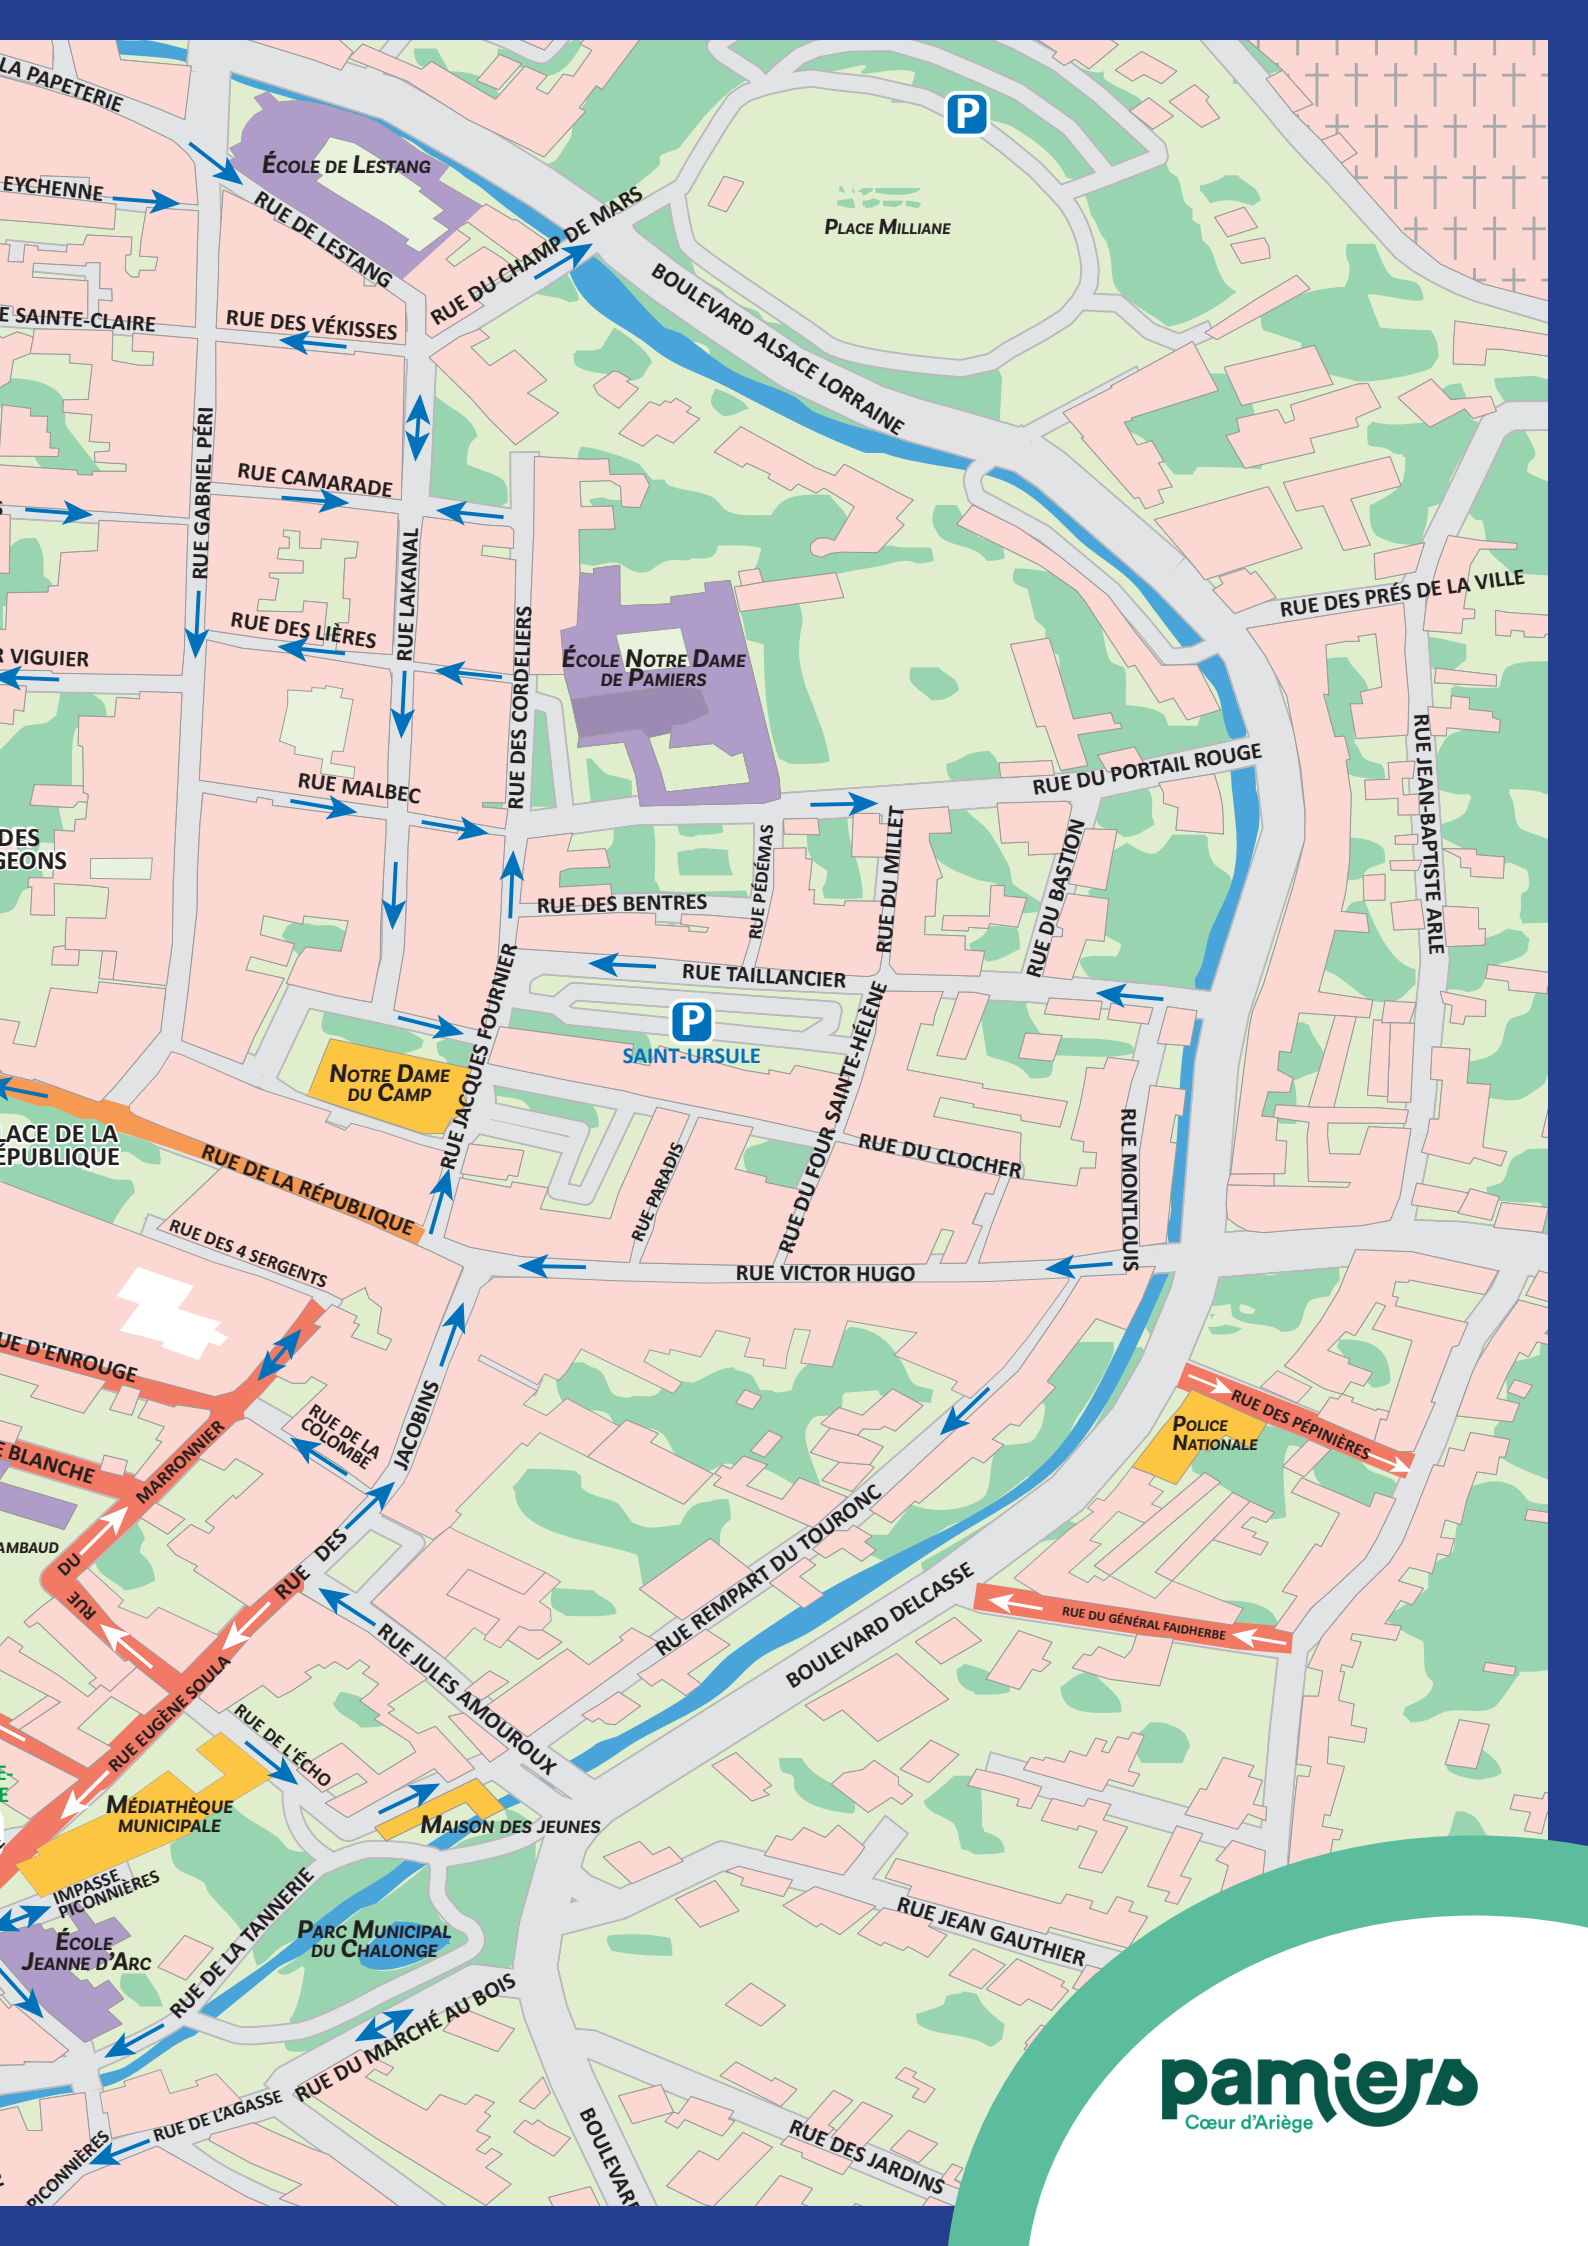 LA PAPETERIE
P
EYCHENNE
ÉCOLE DE LESTANG
RUE DE LESTANG
RUE DU CHAMP DE MARS
PLACE MILLIANE
BOULEVARD ALSACE LORRAINE
E SAINTE-CLAIRE
RUE DES VÉKISSES
RUE GABRIEL PÉRI
RUE CAMARADE
S
RUE LAKANAL
RUE DES LIÈRES
RUE DES PRÉS DE LA VILLE
R VIGUIER
ÉCOLE NOTRE DAME
DE PAMIERS
RUE DES CORDELIERS
RUE JEAN-BAPTISTE ARLE
RUE MALBEC
RUE DU PORTAIL ROUGE
DES
GEONS
RUE PÉDÉMAS
RUE DU MILLET
RUE DU BASTION
RUE DES BENTRES
RUE TAILLANCIER
P
SAINT-URSULE
RUE JACQUES FOURNIER
NOTRE DAME
DU CAMP
RUE DU FOUR SAINTE-HÉLÈNE
LACE DE LA
ÉPUBLIQUE
RUE DE LA RÉPUBLIQUE
RUE PARADIS
RUE DU CLOCHER
RUE MONTLOUIS
RUE DES 4 SERGENTS
RUE VICTOR HUGO
UE D'ENROUGE
RUE DE LA
COLOMBE
RUE DES JACOBINS
RUE DES PÉPINIÈRES
POLICE
NATIONALE
E BLANCHE
RUE DU MARRONNIER
AMBAUD
RUE REMPART DU TOURONC
BOULEVARD DELCASSE
RUE DU GÉNÉRAL FAIDHERBE
RUE JULES AMOUROUX
RUE EUGÈNE SOULA
RUE DE L'ÉCHO
E-
E
MÉDIATHÈQUE
MUNICIPALE
MAISON DES JEUNES
IMPASSE
PICONNIÈRES
RUE DE LA TANNERIE
ÉCOLE
JEANNE D'ARC
PARC MUNICIPAL
DU CHALONGE
RUE JEAN GAUTHIER
RUE DU MARCHÉ AU BOIS
RUE DE L'AGASSE
PICONNIÈRES
BOULEVAR
RUE DES JARDINS
pamiers
Cœur d'Ariège